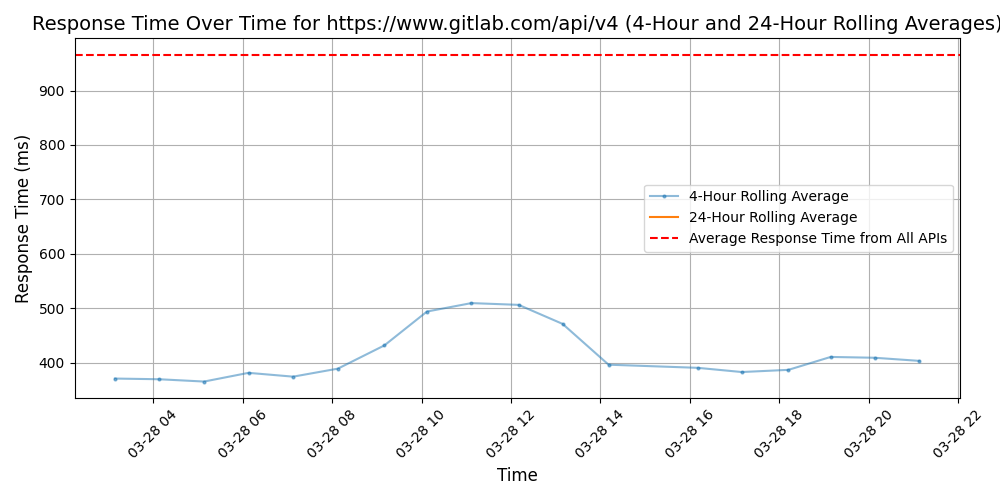 Response Time Over Time for https://www.gitlab.com/api/v4 (4-Hour and 24-Hour Rolling Averages)
Response Time (ms)
900
800
700
600
500
400
4-Hour Rolling Average
24-Hour Rolling Average
Average Response Time from All APIs
03-28 04
03-28 06
03-28 08
03-28 10
03-28 12
03-28 14
03-28 16
03-28 18
03-28 20
03-28 22
Time